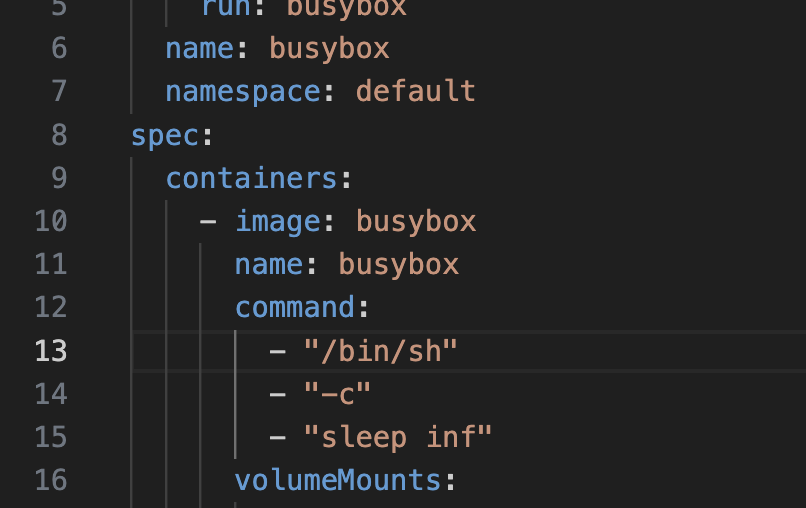 5 run: busybox
6 name: busybox
7 namespace: default
8 spec:
9 containers:
10 - image: busybox
11 name: busybox
12 command:
13 - "/bin/sh"
14 - "-c"
15 - "sleep inf"
16 volumeMounts: